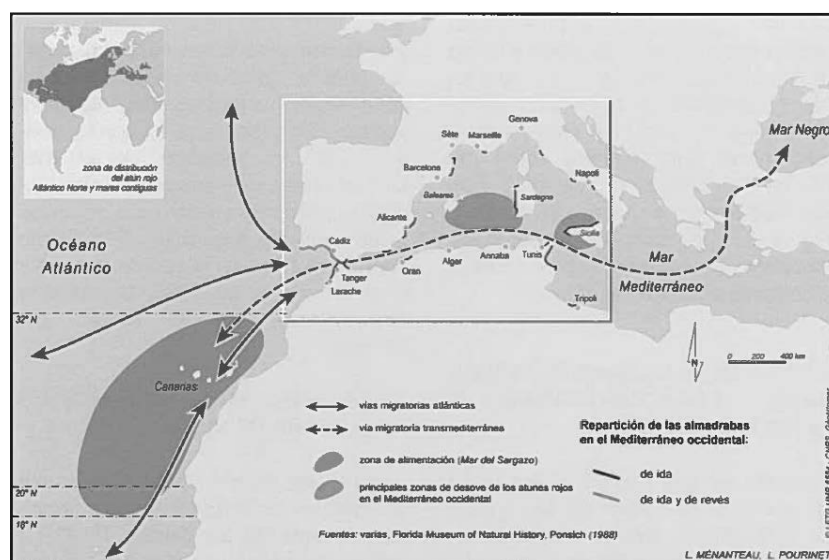 zona de distribución
del atún rojo
Atlántico Norte y mares contiguas
Océano
Atlántico
Genova
Sète
Marseille
Barcelona
Napoli
Baleares
Sardegna
Alicante
Sicilia
Cádiz
Tanger
Larache
Oran
Alger
Annaba
Tunis
Tripoli
Mar Negro
Mar
Mediterráneo
32° N
Canarias
20° N
18° N
N
0 200 400 km
vías migratorias atlánticas
vía migratoria transmediterránea
zona de alimentación (Mar del Sargazo)
principales zonas de desove de los atunes rojos
en el Mediterráneo occidental
Repartición de las almadrabas
en el Mediterráneo occidental:
de ida
de ida y de revés
Fuentes: varias, Florida Museum of Natural History, Ponsich (1988)
L. MÉNANTEAU, L. POURINET